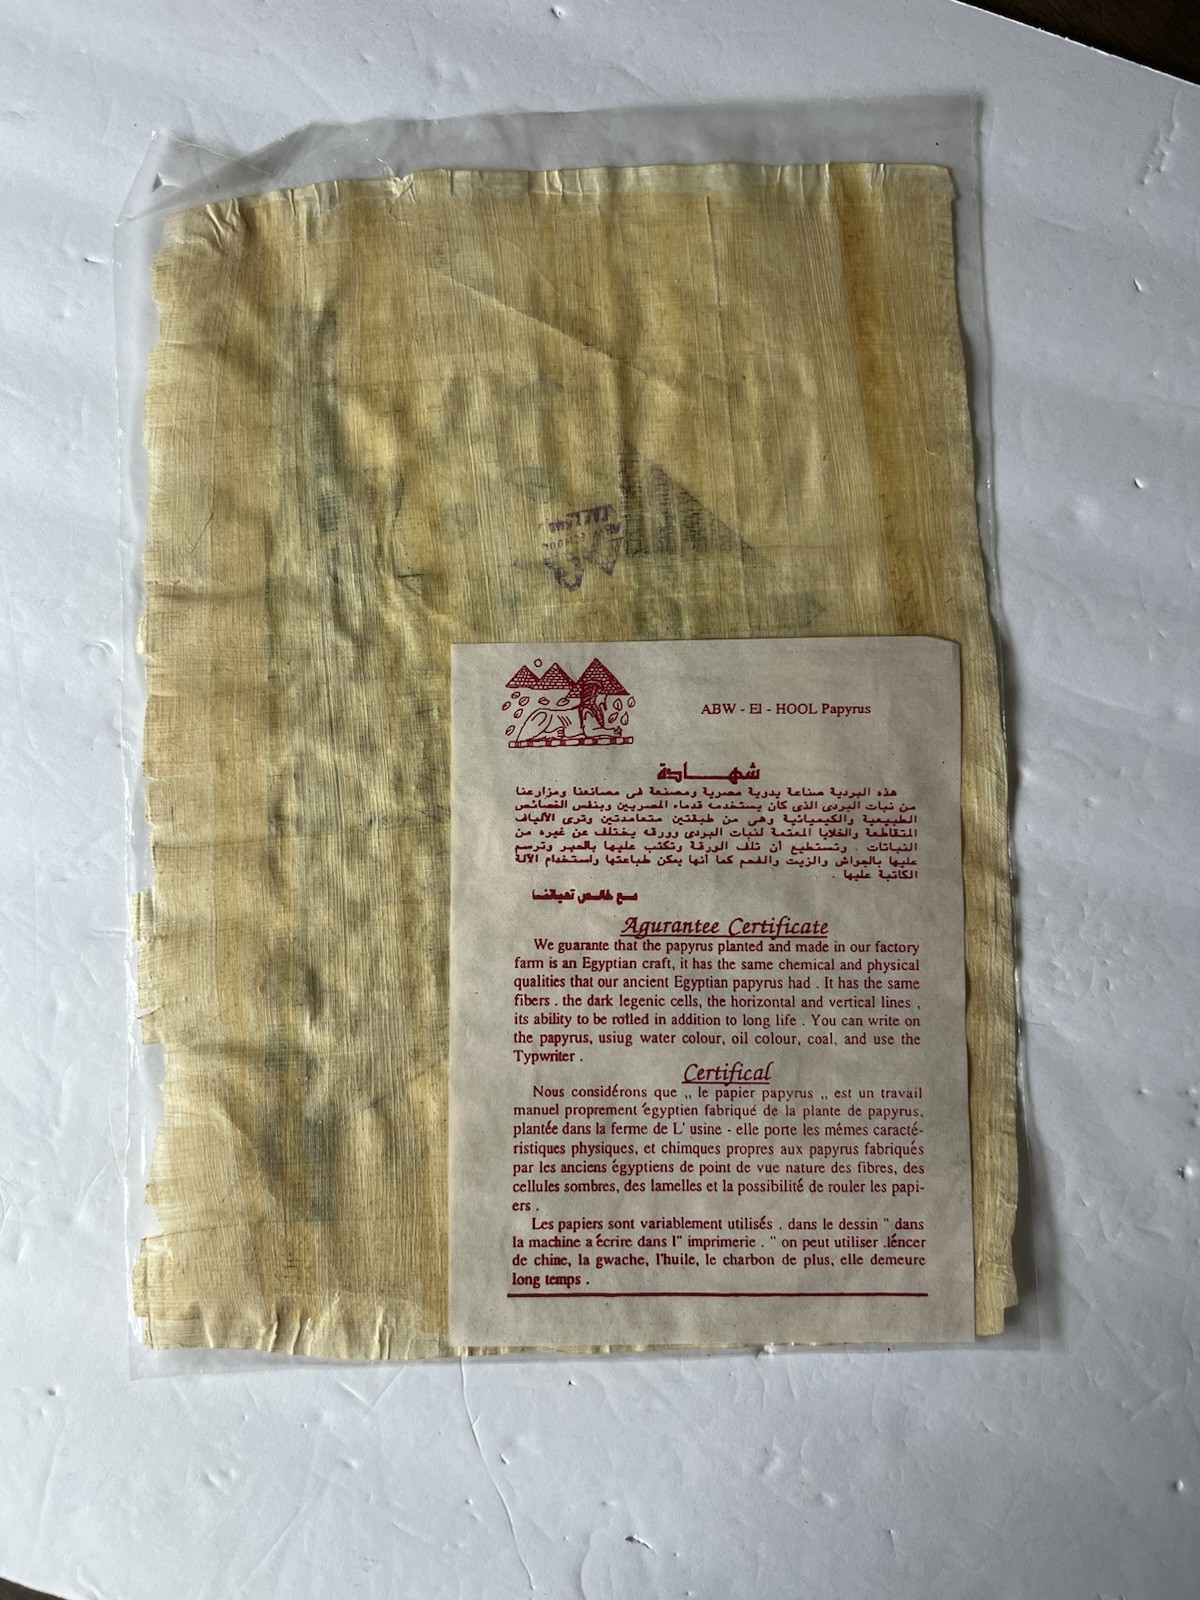 ABW - El - HOOL Papyrus
شهادة
هذه البردية صناعة يدوية مصرية ومصنعة فى مصانعنا ومزارعنا
من نبات البردى الذى كان يستخدمه قدماء المصريين وبنفس الخصائص
الطبيعية والكيميائية وهى من طبقتين متعامدتين وترى الألياف
المتقاطعة والخلايا المعتمة لنبات البردى وورقه يختلف عن غيره من
النباتات . وتستطيع أن تلف الورقة وتكتب عليها بالحبر وترسم
عليها بالجواش والزيت والفحم كما أنها يمكن طباعتها واستخدام الآلة
الكاتبة عليها .
مع خالص تحياتنا
Agurantee Certificate
We guarante that the papyrus planted and made in our factory
farm is an Egyptian craft, it has the same chemical and physical
qualities that our ancient Egyptian papyrus had . It has the same
fibers . the dark legenic cells, the horizontal and vertical lines ,
its ability to be rolled in addition to long life . You can write on
the papyrus, usiug water colour, oil colour, coal, and use the
Typwriter .
Certifical
Nous considérons que ,, le papier papyrus ,, est un travail
manuel proprement égyptien fabriqué de la plante de papyrus.
plantée dans la ferme de L' usine - elle porte les mêmes caracté-
ristiques physiques, et chimques propres aux papyrus fabriqués
par les anciens égyptiens de point de vue nature des fibres, des
cellules sombres, des lamelles et la possibilité de rouler les papi-
ers .
Les papiers sont variablement utilisés . dans le dessin " dans
la machine a écrire dans l" imprimerie . " on peut utiliser .léncer
de chine, la gwache, l'huile, le charbon de plus, elle demeure
long temps .